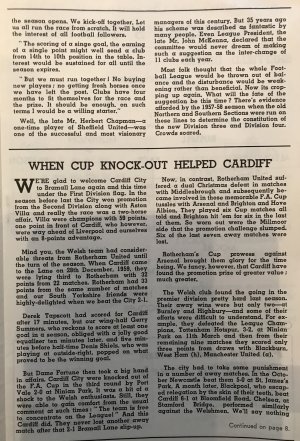 season opens. We kick-off together. Let
us all run the race from scratch. It will hold
the interest of all football followers.
" The scoring of a single goal, the earning
of a single point might well send a club
from 14th to 10th position in the table. In-
terest would be sustained for all until the
season expires.
" But we must run together! No buying
new players; no getting fresh horses once
we have left the post. Clubs have four
months to fit themselves for the race and
the prize. It should be enough, on such
terms I would be a willing starter."
Well, the late Mr. Herbert Chapman—a
one-time player of Sheffield United—was
one of the successful and most visionary
managers of this century. But 35 years ago
his scheme was described as fantastic by
many people. Even League President, the
late Mr. John McKenna, declared that the
committee would never dream of making
such a suggestion as the inter-change of
11 clubs each year.
Most folk thought that the whole Foot-
ball League would be thrown out of bal-
ance and the disturbance would be weak-
ening rather than beneficial. Now its crop-
ping up again. What will the fate of the
suggestion be this time? There's evidence
afforded by the 1957-58 season when the old
Northern and Southern Sections were run on
these lines to determine the constitution of
the new Division three and Division four.
Crowds soared.
WHEN CUP KNOCK-OUT HELPED CARDIFF
WE'RE glad to welcome Cardiff City
to Bramall Lane again and this time
under the First Division flag. In the
season before last the City won promotion
from the Second Division along with Aston
Villa and really the race was a two-horse
affair. Villa were champions with 59 points,
one point in front of Cardiff, who, however,
were way ahead of Liverpool and ourselves
with an 8-points advantage.
Mind you, the Welsh team had consider-
able threats from Rotherham United until
the turn of the season. When Cardiff came
to the Lane on 28th December, 1959, they
were lying third to Rotherham with 32
points from 22 matches. Rotherham had 33
points from the same number of matches
and our South Yorkshire friends were
highly-delighted when we beat the City 2-1.
Derek Tapscott had scored for Cardiff
after 17 minutes, but our wing-half Gerry
Summers, who reckons to score at least one
goal in a season, obliged with a jolly good
equaliser ten minutes later, and five min-
utes before half-time Denis Shiels, who was
playing at outside-right, popped on what
proved to be the winning goal.
But Dame Fortune then took a big hand
in affairs. Cardiff City were knocked out of
the F.A. Cup in the third round by Port
Vale 2-0 at Ninian Park. It was a bit of a
shock to the Welsh enthusiasts. Still, they
were able to gain comfort from the usual
comment at such times: " The team is free
to concentrate on the League! " And this
Cardiff did. They never lost another away
match after that 2-1 Bramall Lane slip-up.
Now, in contrast, Rotherham United suf-
fered a dual Christmas defeat in matches
with Middlesbrough and subsequently be-
came involved in those memorable F.A. Cup
tussles with Arsenal and Brighton and Hove
Albion. They played six Cup matches all
told and Brighton hit 'em for six in the last
of them. So worn out were the Millmoor
side that the promotion challenge slumped.
Six of the last seven away matches were
lost.
Rotherham's Cup prowess against
Arsenal brought them glory for the time
being. We fancy, however, that Cardiff have
found the promotion prize of greater value;
much greater.
The Welsh club found the going in the
premier division pretty hard last season.
Their away wins were but only two—at
Burnley and Highbury—and some of their
efforts were difficult to understand. For
example, they defeated the League Cham-
pions, Tottenham Hotspur, 3-2, at Ninian
Park on 11th March and yet from the
remaining nine matches they scored only
three points from draws with Blackburn,
West Ham (h), Manchester United (a).
The city had to take some punishment
in a number of away matches. In the Octo-
ber Newcastle beat them 5-0 at St. James's
Park. A month later, Blackpool, who escap-
ed relegation by the skin of their teeth, beat
Cardiff 6-1 at Bloomfield Road. Chelsea, at
Stamford Bridge, performed similarly
against the Welshmen. We'll say nothing
Continued on page 8.